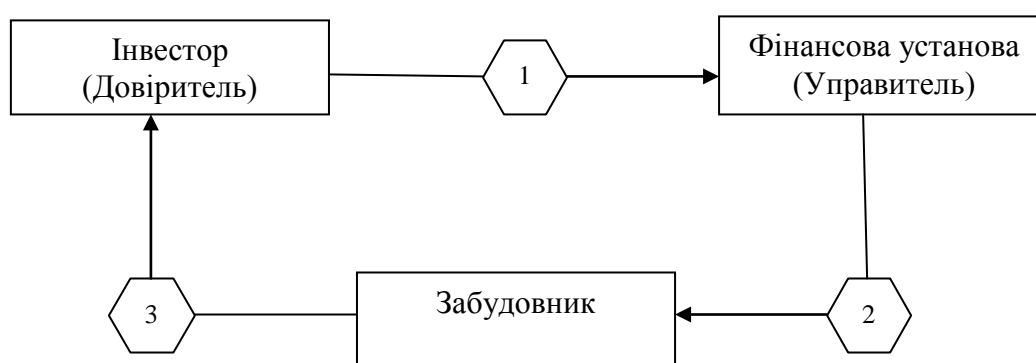 Інвестор
(Довіритель)
1
Фінансова установа
(Управитель)
3
Забудовник
2